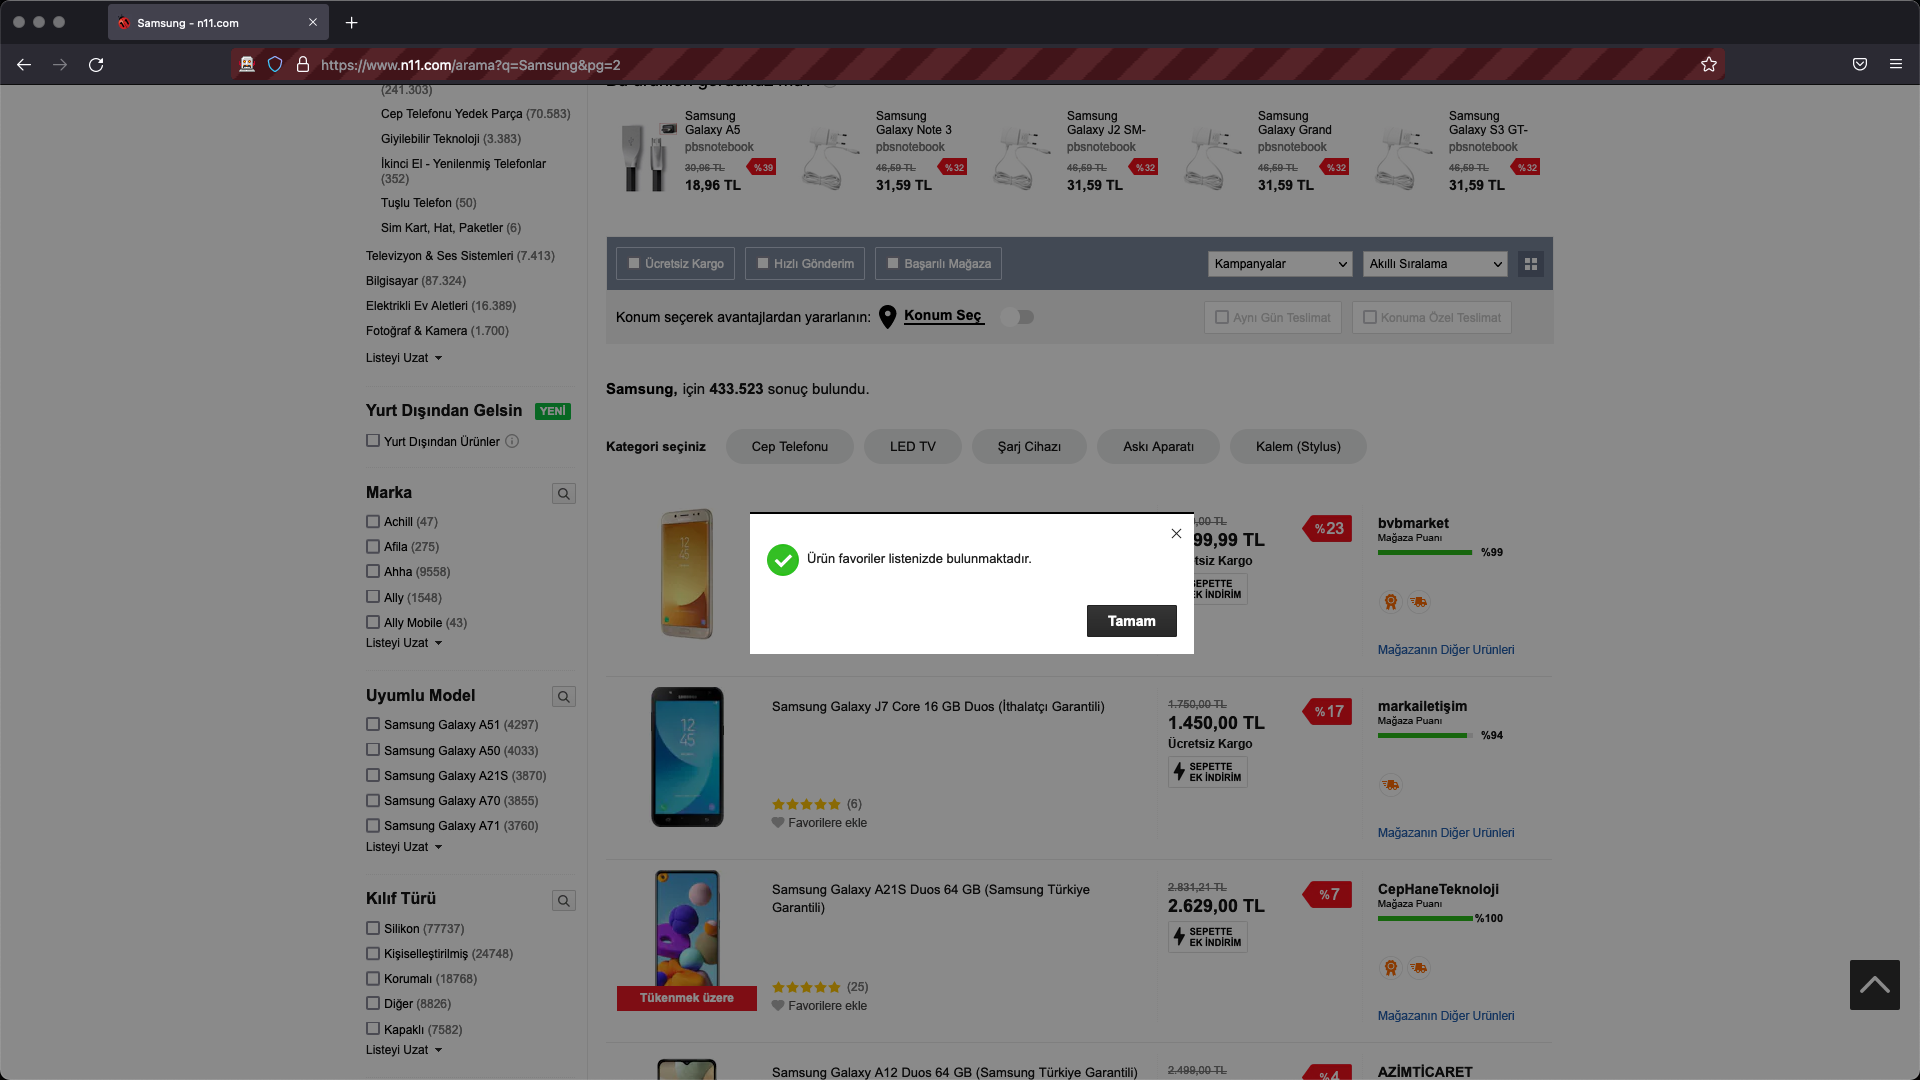 Samsung - n11.com
https://www.n11.com/arama?q=Samsung&pg=2
(241.303)
Cep Telefonu Yedek Parça (70.583)
Giyilebilir Teknoloji (3.383)
İkinci El - Yenilenmiş Telefonlar
(352)
Tuşlu Telefon (50)
Sim Kart, Hat, Paketler (6)
Televizyon & Ses Sistemleri (7.413)
Bilgisayar (87.324)
Elektrikli Ev Aletleri (16.389)
Fotoğraf & Kamera (1.700)
Listeyi Uzat
Yurt Dışından Gelsin YENİ
Yurt Dışından Ürünler
Marka
Achill (47)
Afila (275)
Ahha (9558)
Ally (1548)
Ally Mobile (43)
Listeyi Uzat
Uyumlu Model
Samsung Galaxy A51 (4297)
Samsung Galaxy A50 (4033)
Samsung Galaxy A21S (3870)
Samsung Galaxy A70 (3855)
Samsung Galaxy A71 (3760)
Listeyi Uzat
Kılıf Türü
Silikon (77737)
Kişiselleştirilmiş (24748)
Korumalı (18768)
Diğer (8826)
Kapaklı (7582)
Listeyi Uzat
Samsung
Galaxy A5
pbsnotebook
30,96 TL
%39
18,96 TL
Samsung
Galaxy Note 3
pbsnotebook
46,59 TL
%32
31,59 TL
Samsung
Galaxy J2 SM-
pbsnotebook
46,59 TL
%32
31,59 TL
Samsung
Galaxy Grand
pbsnotebook
46,59 TL
%32
31,59 TL
Samsung
Galaxy S3 GT-
pbsnotebook
46,59 TL
%32
31,59 TL
Ücretsiz Kargo
Hızlı Gönderim
Başarılı Mağaza
Kampanyalar
Akıllı Sıralama
Konum seçerek avantajlardan yararlanın: Konum Seç
Aynı Gün Teslimat
Konuma Özel Teslimat
Samsung, için 433.523 sonuç bulundu.
Kategori seçiniz
Cep Telefonu
LED TV
Şarj Cihazı
Askı Aparatı
Kalem (Stylus)
Ürün favoriler listenizde bulunmaktadır.
Tamam
,00 TL
99,99 TL
tsiz Kargo
SEPETTE
EK İNDİRİM
%23
bvbmarket
Mağaza Puanı
%99
Mağazanın Diğer Ürünleri
Samsung Galaxy J7 Core 16 GB Duos (İthalatçı Garantili)
(6)
Favorilere ekle
1.750,00 TL
1.450,00 TL
Ücretsiz Kargo
SEPETTE
EK İNDİRİM
%17
markailetişim
Mağaza Puanı
%94
Mağazanın Diğer Ürünleri
Samsung Galaxy A21S Duos 64 GB (Samsung Türkiye
Garantili)
Tükenmek üzere
(25)
Favorilere ekle
2.831,21 TL
2.629,00 TL
SEPETTE
EK İNDİRİM
%7
CepHaneTeknoloji
Mağaza Puanı
%100
Mağazanın Diğer Ürünleri
Samsung Galaxy A12 Duos 64 GB (Samsung Türkiye Garantili)
2.499,00 TL
%4
AZİMTİCARET